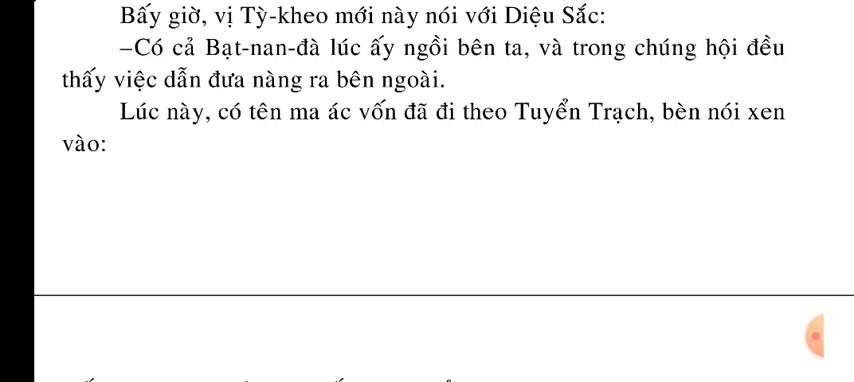 Bấy giờ, vị Tỳ-kheo mới này nói với Diệu Sắc:
–Có cả Bạt-nan-đà lúc ấy ngồi bên ta, và trong chúng hội đều
thấy việc dẫn đưa nàng ra bên ngoài.
Lúc này, có tên ma ác vốn đã đi theo Tuyển Trạch, bèn nói xen
vào: